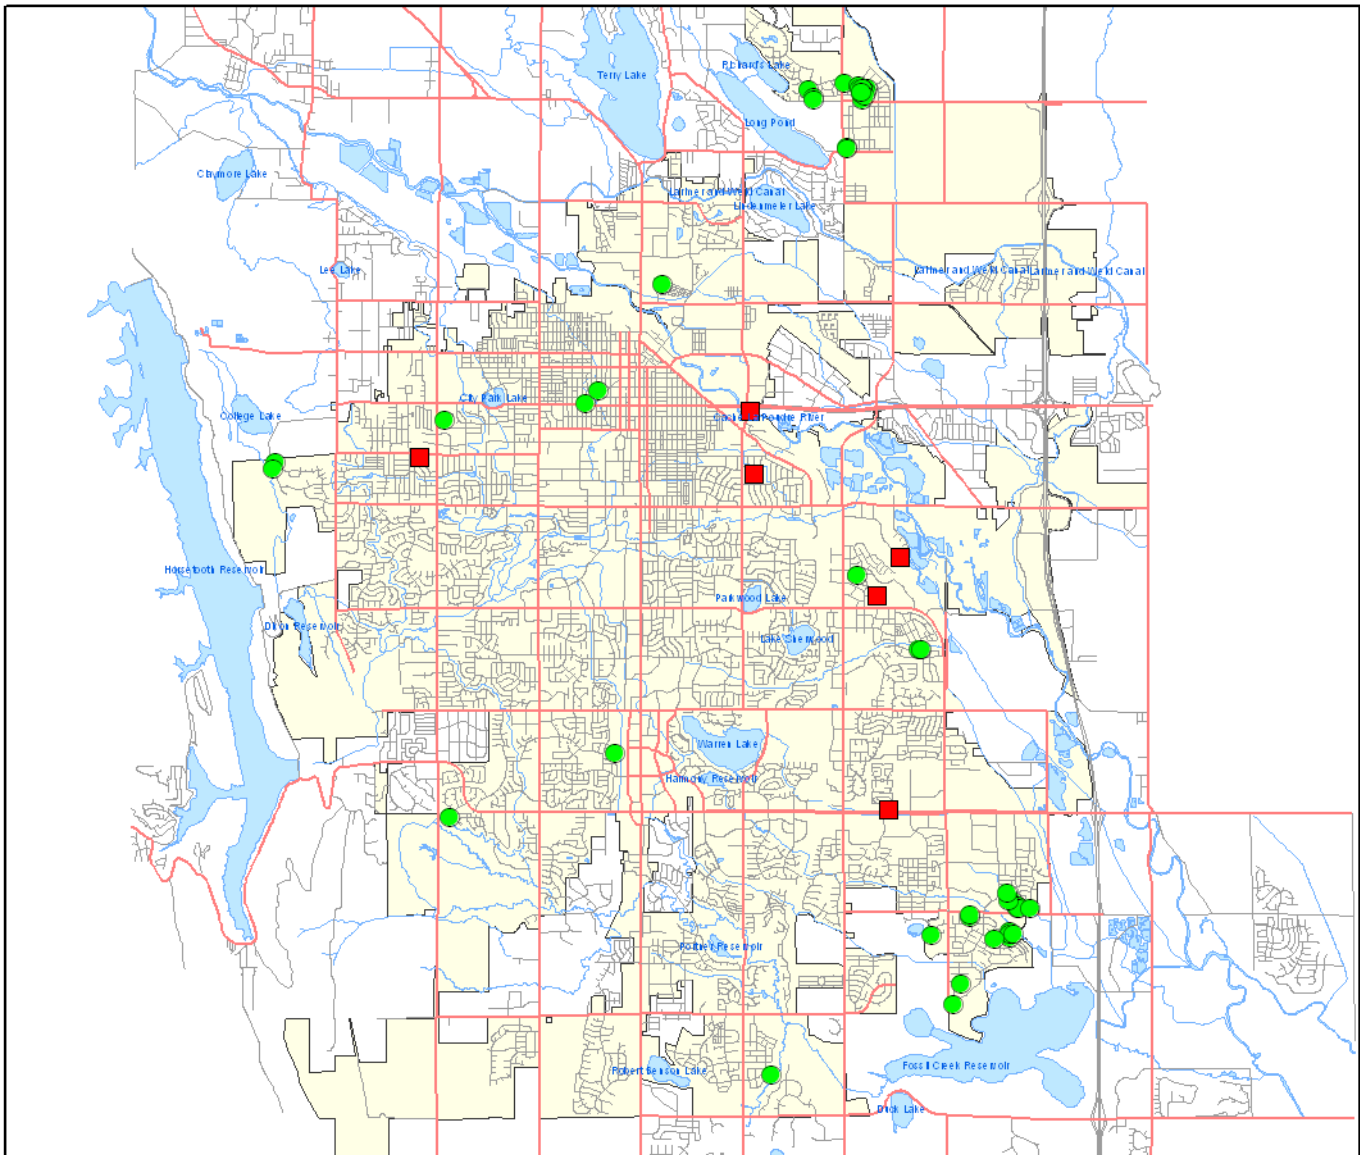 Richard's Lake
Terry Lake
Long Pond
Claymore Lake
Larimer and Weld Canal
Lindenmeier Lake
Lee Lake
Larimer and Weld Canal
Larimer and Weld Canal
City Park Lake
College Lake
Cache La Poudre River
Horsetooth Reservoir
Parkwood Lake
Dixon Reservoir
Lake Sherwood
Warren Lake
Harmony Reservoir
Portner Reservoir
Fossil Creek Reservoir
Robert Benson Lake
Duck Lake